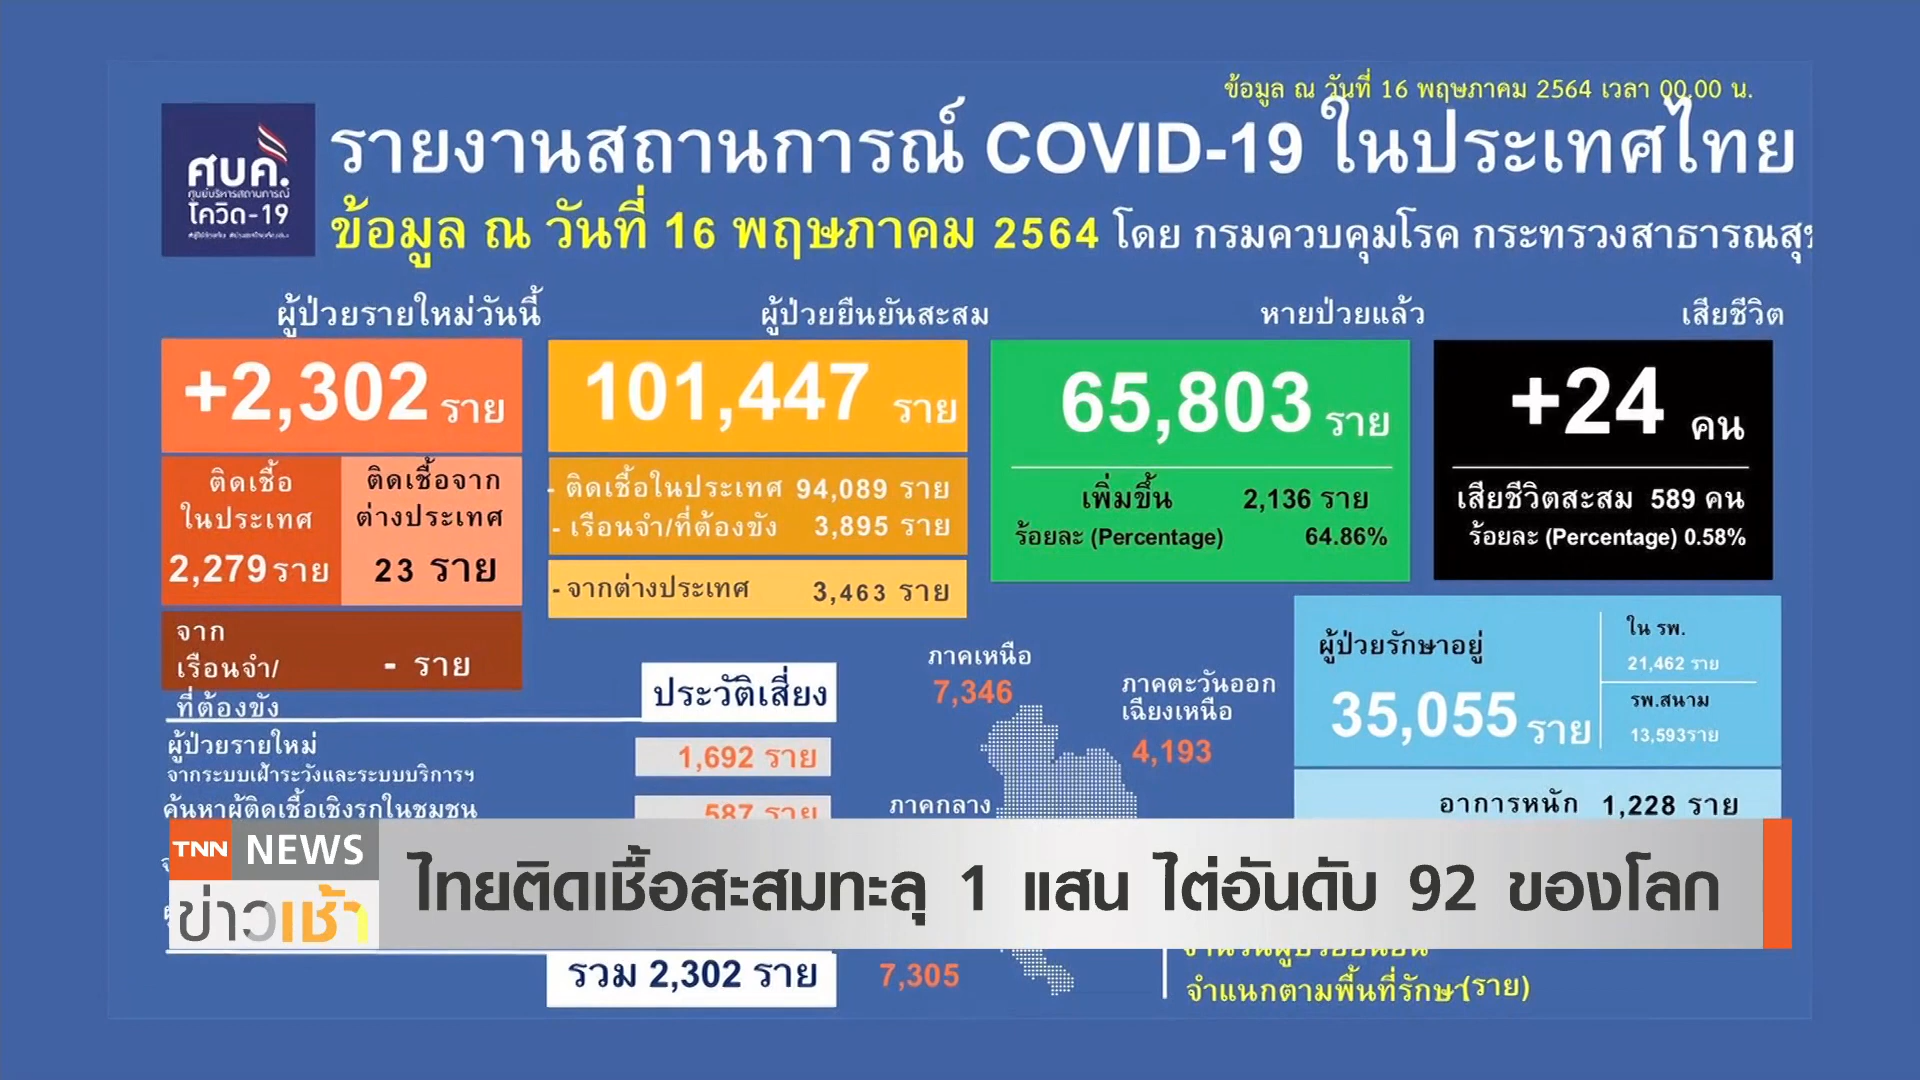 ข้อมูล ณ วันที่ 16 พฤษภาคม 2564 เวลา 00.00 น.
รายงานสถานการณ์ COVID-19 ในประเทศไทย
ศบค.
ศูนย์บริหารสถานการณ์
โควิด-19
ข้อมูล ณ วันที่ 16 พฤษภาคม 2564 โดย กรมควบคุมโรค กระทรวงสาธารณสุข
ผู้ป่วยรายใหม่วันนี้
+2,302 ราย
ติดเชื้อ
ในประเทศ
2,279 ราย
ติดเชื้อจาก
ต่างประเทศ
23 ราย
จาก
เรือนจำ/
ที่ต้องขัง
- ราย
ผู้ป่วยยืนยันสะสม
101,447 ราย
- ติดเชื้อในประเทศ 94,089 ราย
- เรือนจำ/ที่ต้องขัง 3,895 ราย
- จากต่างประเทศ 3,463 ราย
หายป่วยแล้ว
65,803 ราย
เพิ่มขึ้น 2,136 ราย
ร้อยละ (Percentage) 64.86%
เสียชีวิต
+24 คน
เสียชีวิตสะสม 589 คน
ร้อยละ (Percentage) 0.58%
ประวัติเสี่ยง
ผู้ป่วยรายใหม่
จากระบบเฝ้าระวังและระบบบริการฯ
1,692 ราย
ค้นหาผู้ติดเชื้อเชิงรุกในชุมชน
587 ราย
รวม 2,302 ราย
ภาคเหนือ
7,346
ภาคตะวันออก
เฉียงเหนือ
4,193
ภาคกลาง
7,305
ผู้ป่วยรักษาอยู่
35,055 ราย
ใน รพ.
21,462 ราย
รพ.สนาม
13,593ราย
อาการหนัก 1,228 ราย
TNN NEWS
ข่าวเช้า
ไทยติดเชื้อสะสมทะลุ 1 แสน ไต่อันดับ 92 ของโลก
จำแนกตามพื้นที่รักษา(ราย)